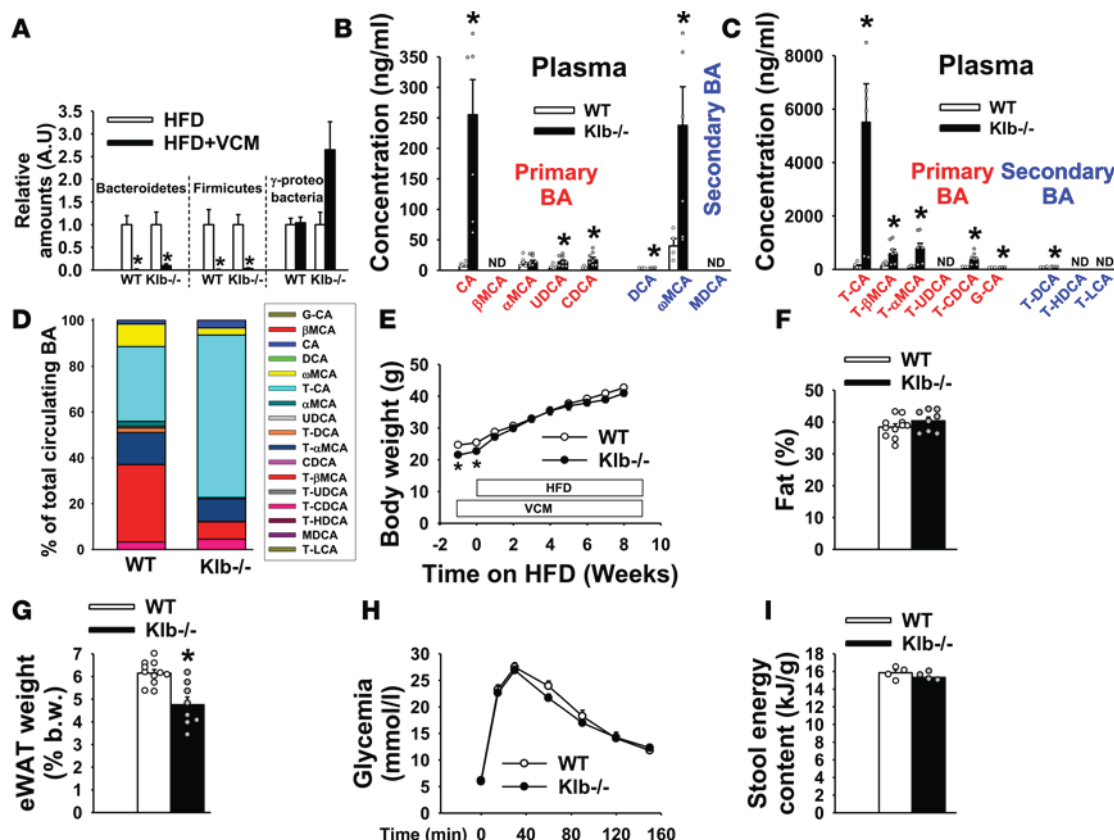 A
Relative
amounts (A.U)
3.5
3.0
2.5
2.0
1.5
1.0
0.5
0.0
HFD
HFD+VCM
Bacteroidetes
Firmicutes
γ-proteo
bacteria
*
*
*
*
WT Klb-/-
WT Klb-/-
WT Klb-/-
B
Concentration (ng/ml)
350
300
250
200
150
100
50
0
Plasma
WT
Klb-/-
Primary
BA
Secondary BA
*
ND
*
*
*
*
ND
CA
βMCA
αMCA
UDCA
CDCA
DCA
ωMCA
MDCA
C
Concentration (ng/ml)
8000
6000
4000
2000
0
Plasma
WT
Klb-/-
Primary
BA
Secondary
BA
*
*
*
ND
*
*
*
ND
ND
T-CA
T-βMCA
T-αMCA
T-UDCA
T-CDCA
G-CA
T-DCA
T-HDCA
T-LCA
D
% of total circulating BA
100
80
60
40
20
0
WT
Klb-/-
G-CA
βMCA
CA
DCA
ωMCA
T-CA
αMCA
UDCA
T-DCA
T-αMCA
CDCA
T-βMCA
T-UDCA
T-CDCA
T-HDCA
MDCA
T-LCA
E
Body weight (g)
50
40
30
20
10
0
WT
Klb-/-
*
*
HFD
VCM
-2 0 2 4 6 8 10
Time on HFD (Weeks)
F
WT
Klb-/-
Fat (%)
50
40
30
20
10
0
G
WT
Klb-/-
eWAT weight
(% b.w.)
7
6
5
4
3
2
1
0
*
H
Glycemia
(mmol/l)
30
25
20
15
10
5
0
WT
Klb-/-
Time (min) 0 40 80 120 160
I
WT
Klb-/-
Stool energy
content (kJ/g)
18
16
14
12
10
8
6
4
2
0